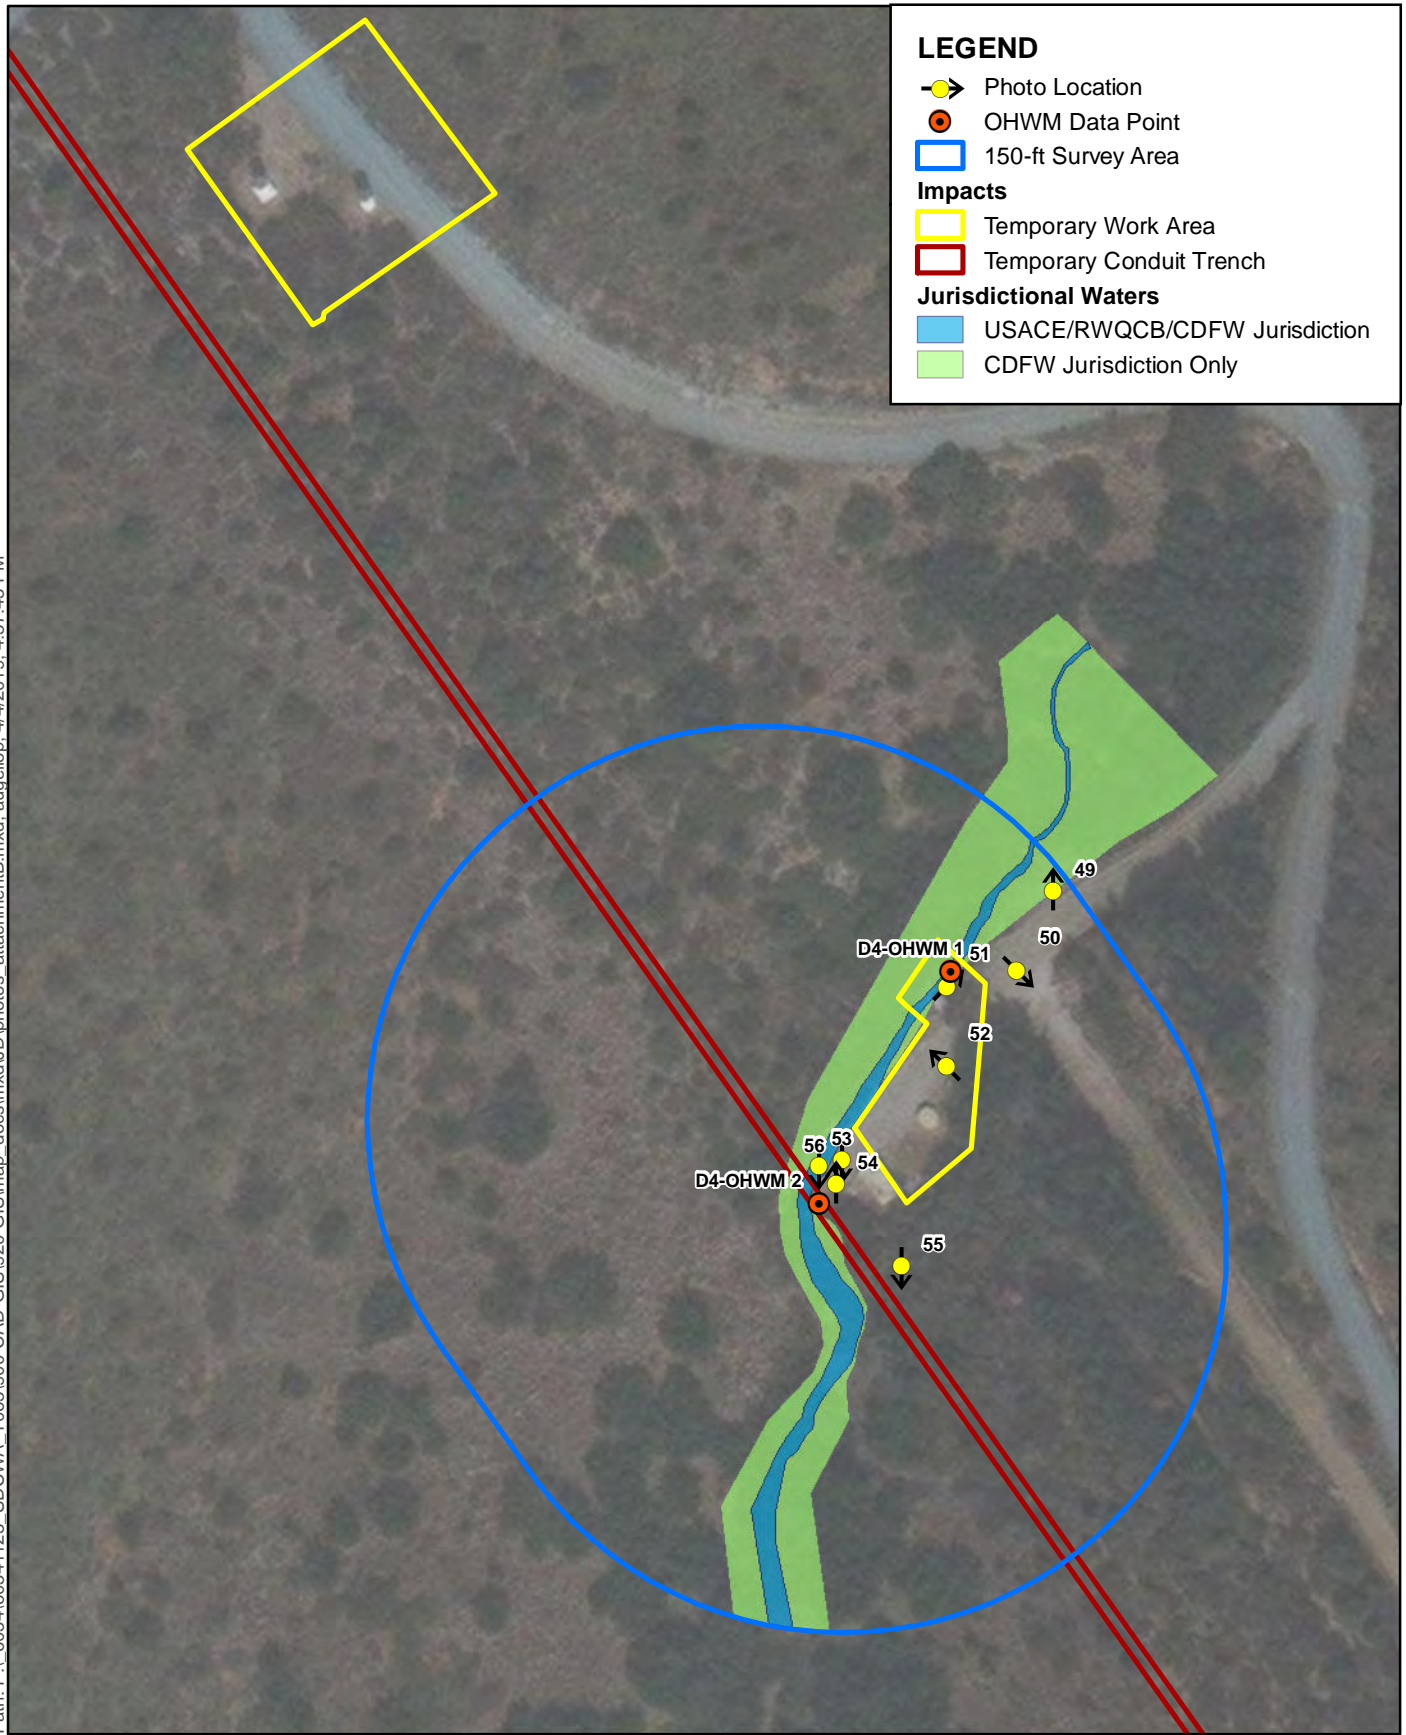 LEGEND
Photo Location
OHWM Data Point
150-ft Survey Area
Impacts
Temporary Work Area
Temporary Conduit Trench
Jurisdictional Waters
USACE/RWQCB/CDFW Jurisdiction
CDFW Jurisdiction Only
49
50
D4-OHWM 1
51
52
56
53
54
D4-OHWM 2
55